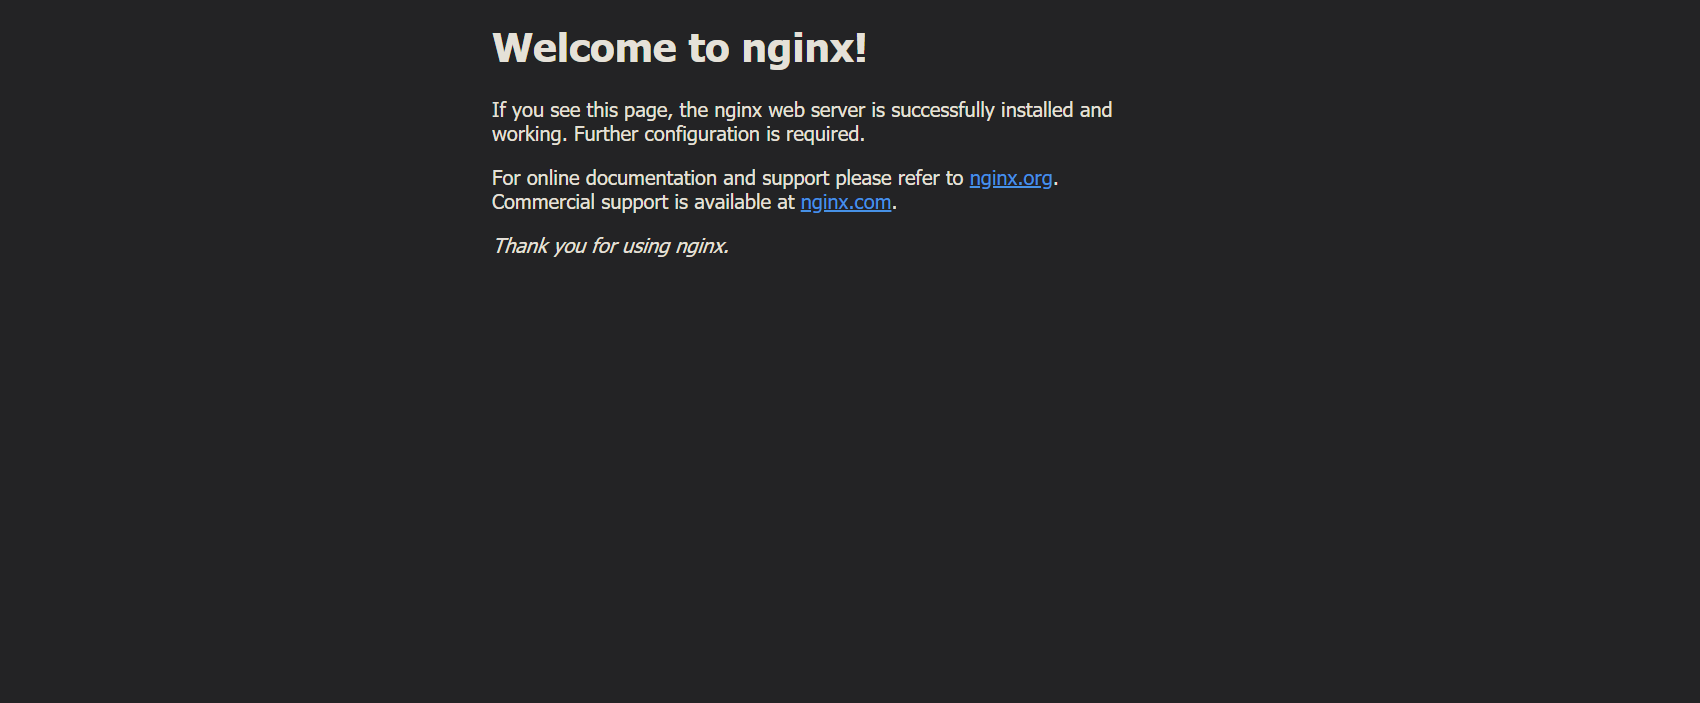 Welcome to nginx!
If you see this page, the nginx web server is successfully installed and
working. Further configuration is required.
For online documentation and support please refer to nginx.org.
Commercial support is available at nginx.com.
Thank you for using nginx.